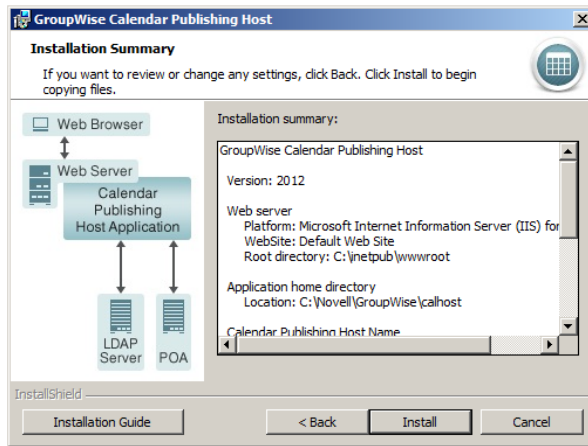 GroupWise Calendar Publishing Host
Installation Summary
If you want to review or change any settings, click Back. Click Install to begin
copying files.
Web Browser
Web Server
Calendar
Publishing
Host Application
LDAP
Server
POA
Installation summary:
GroupWise Calendar Publishing Host
Version: 2012
Web server
Platform: Microsoft Internet Information Server (IIS) for
WebSite: Default Web Site
Root directory: C:\inetpub\wwwroot
Application home directory
Location: C:\Novell\GroupWise\calhost
Calendar Publishing Host Name
InstallShield
Installation Guide
< Back
Install
Cancel